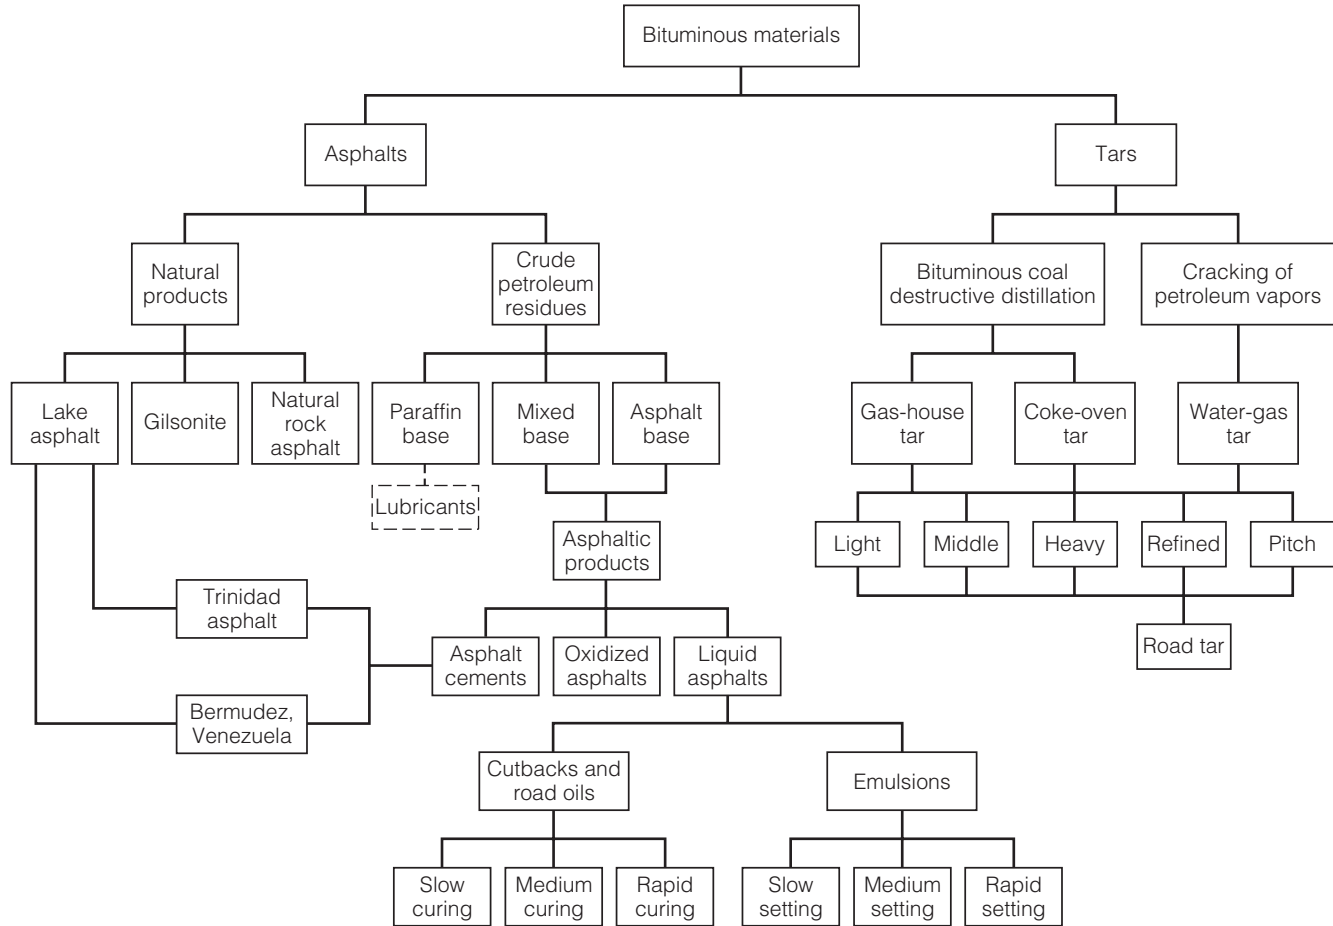 Bituminous materials
Asphalts
Tars
Natural
products
Crude
petroleum
residues
Bituminous coal
destructive distillation
Cracking of
petroleum vapors
Lake
asphalt
Gilsonite
Natural
rock
asphalt
Paraffin
base
Mixed
base
Asphalt
base
Gas-house
tar
Coke-oven
tar
Water-gas
tar
Lubricants
Asphaltic
products
Light
Middle
Heavy
Refined
Pitch
Trinidad
asphalt
Asphalt
cements
Oxidized
asphalts
Liquid
asphalts
Road tar
Bermudez,
Venezuela
Cutbacks and
road oils
Emulsions
Slow
curing
Medium
curing
Rapid
curing
Slow
setting
Medium
setting
Rapid
setting